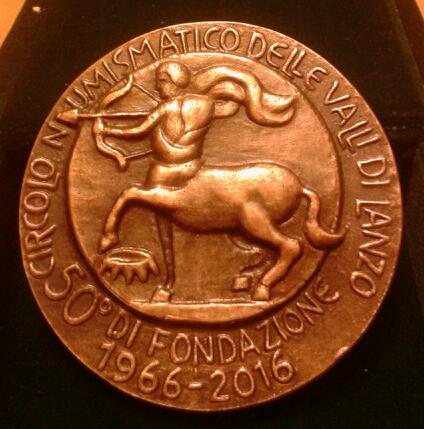 CIRCOLO NUMISMATICO DELLE VALLI DI LANZO
50° DI FONDAZIONE
1966-2016